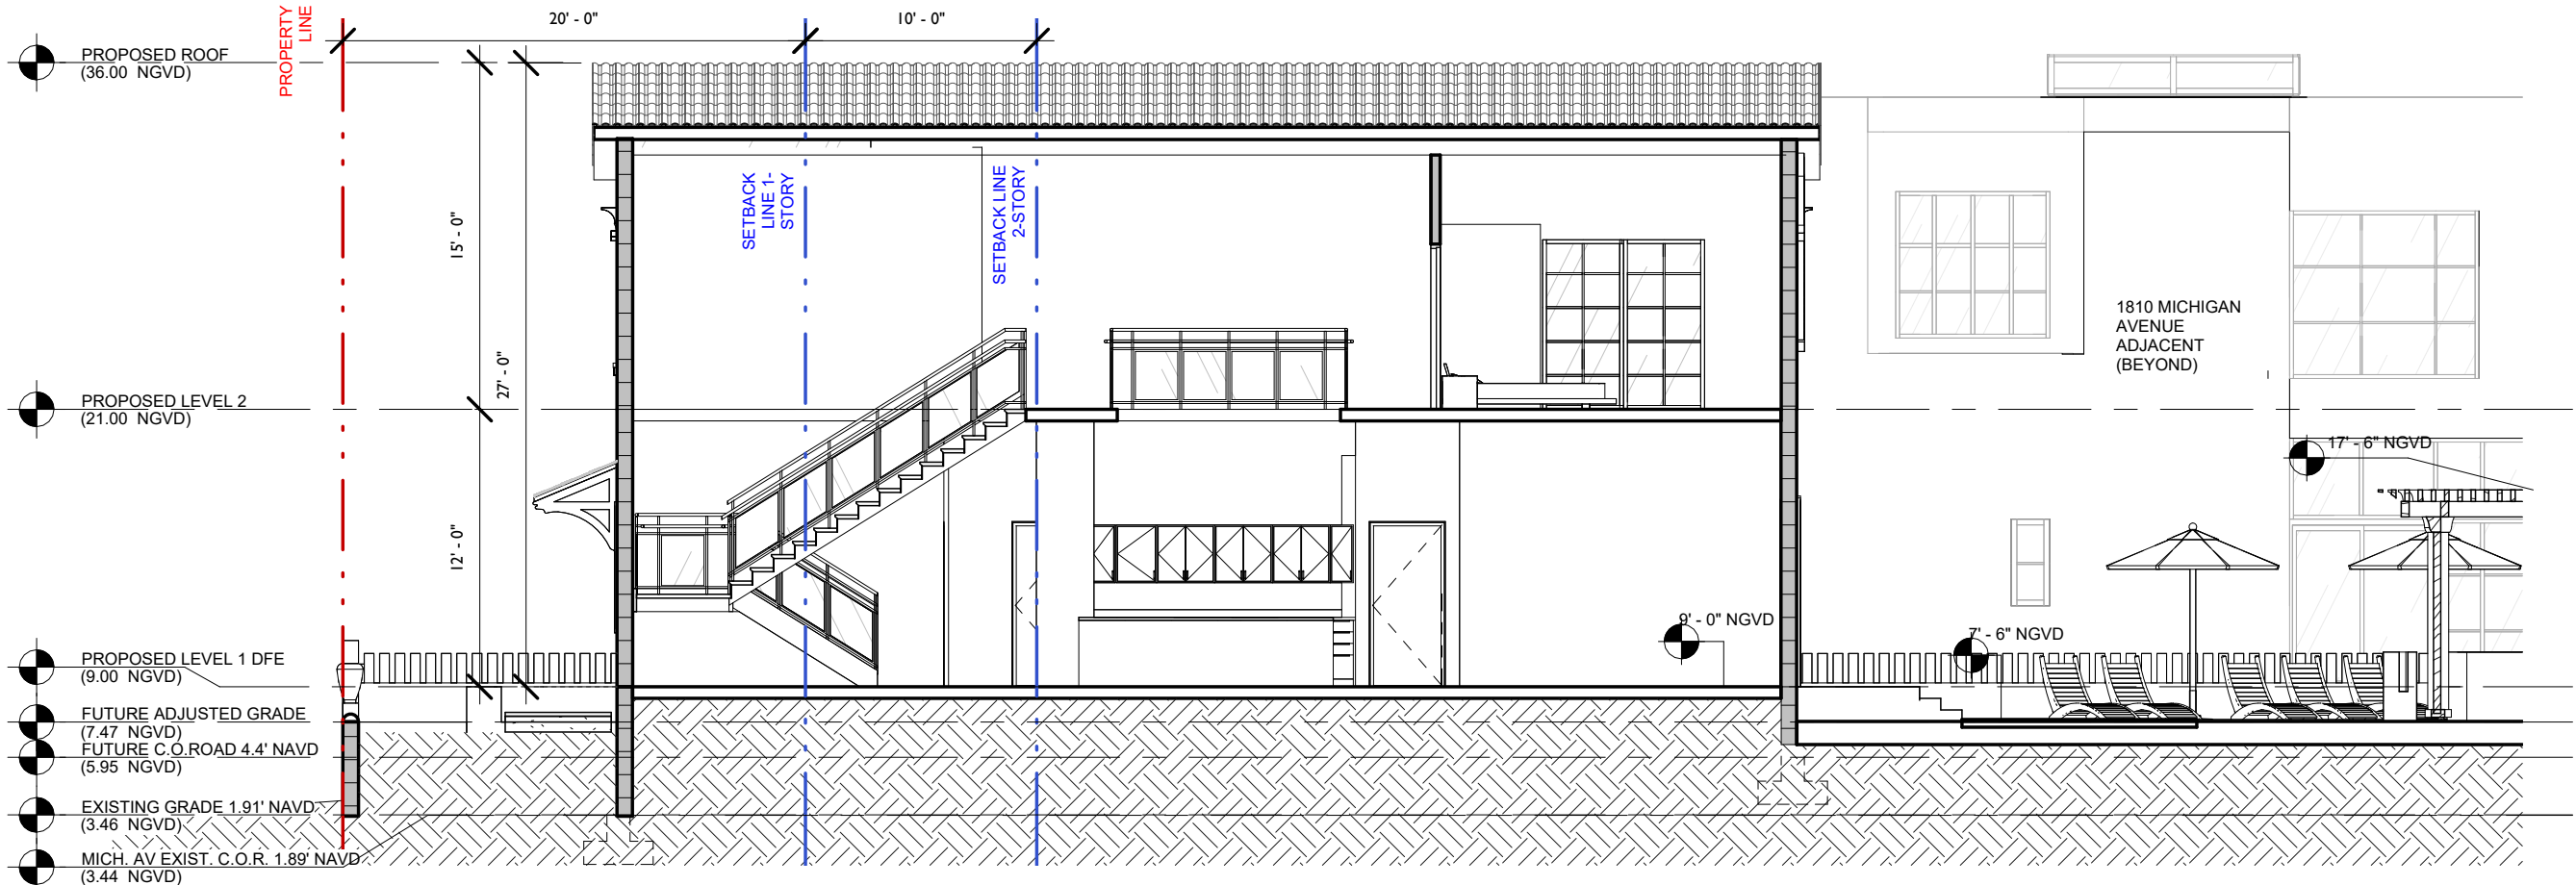 PROPERTY
LINE
20' - 0"
10' - 0"
PROPOSED ROOF
(36.00 NGVD)
SETBACK
LINE 1-
STORY
SETBACK LINE
2-STORY
15' - 0"
27' - 0"
12' - 0"
1810 MICHIGAN
AVENUE
ADJACENT
(BEYOND)
PROPOSED LEVEL 2
(21.00 NGVD)
17' - 6" NGVD
9' - 0" NGVD
7' - 6" NGVD
PROPOSED LEVEL 1 DFE
(9.00 NGVD)
FUTURE ADJUSTED GRADE
(7.47 NGVD)
FUTURE C.O.ROAD 4.4' NAVD
(5.95 NGVD)
EXISTING GRADE 1.91' NAVD
(3.46 NGVD)
MICH. AV EXIST. C.O.R. 1.89' NAVD
(3.44 NGVD)